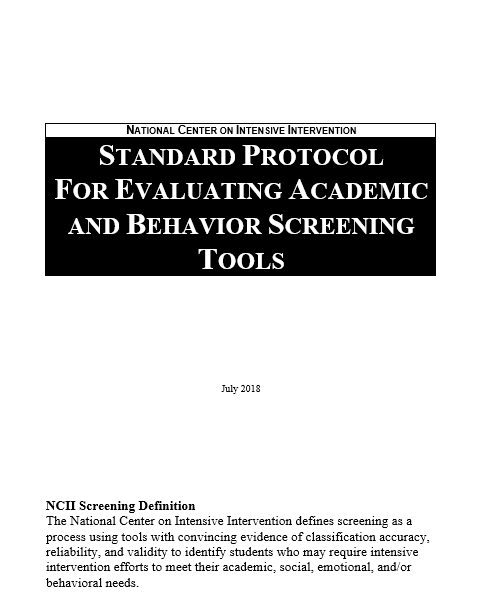 NATIONAL CENTER ON INTENSIVE INTERVENTION
STANDARD PROTOCOL
FOR EVALUATING ACADEMIC
AND BEHAVIOR SCREENING
TOOLS
July 2018
NCII Screening Definition
The National Center on Intensive Intervention defines screening as a
process using tools with convincing evidence of classification accuracy,
reliability, and validity to identify students who may require intensive
intervention efforts to meet their academic, social, emotional, and/or
behavioral needs.